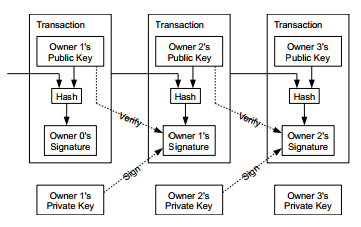 Transaction
Owner 1's
Public Key
Hash
Owner 0's
Signature
Transaction
Owner 2's
Public Key
Hash
Owner 1's
Signature
Transaction
Owner 3's
Public Key
Hash
Owner 2's
Signature
Verify
Verify
Sign
Sign
Owner 1's
Private Key
Owner 2's
Private Key
Owner 3's
Private Key